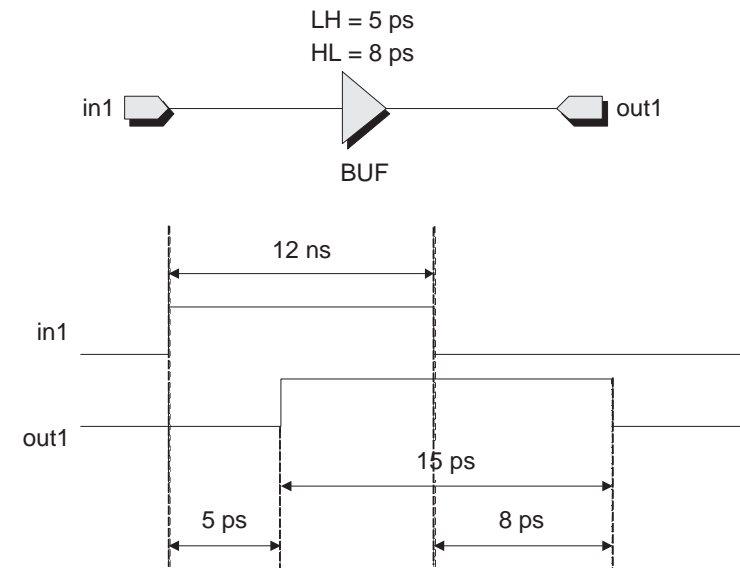 LH = 5 ps
HL = 8 ps
in1
out1
BUF
12 ns
in1
out1
15 ps
5 ps
8 ps